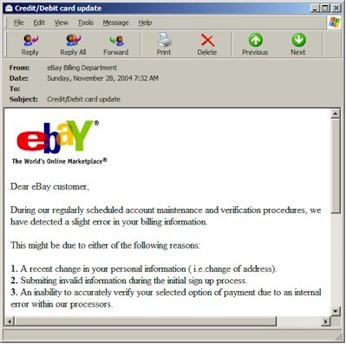 Credit/Debit card update
File Edit View Tools Message Help
Reply Reply All Forward Print Delete Previous Next
From: eBay Billing Department
Date: Sunday, November 28, 2004 7:32 AM
To:
Subject: Credit/Debit card update
ebaY®
The World's Online Marketplace®
Dear eBay customer,
During our regularly scheduled account maintenance and verification procedures, we
have detected a slight error in your billing information.
This might be due to either of the following reasons:
1. A recent change in your personal information ( i.e.change of address).
2. Submiting invalid information during the initial sign up process.
3. An inability to accurately verify your selected option of payment due to an internal
error within our processors.